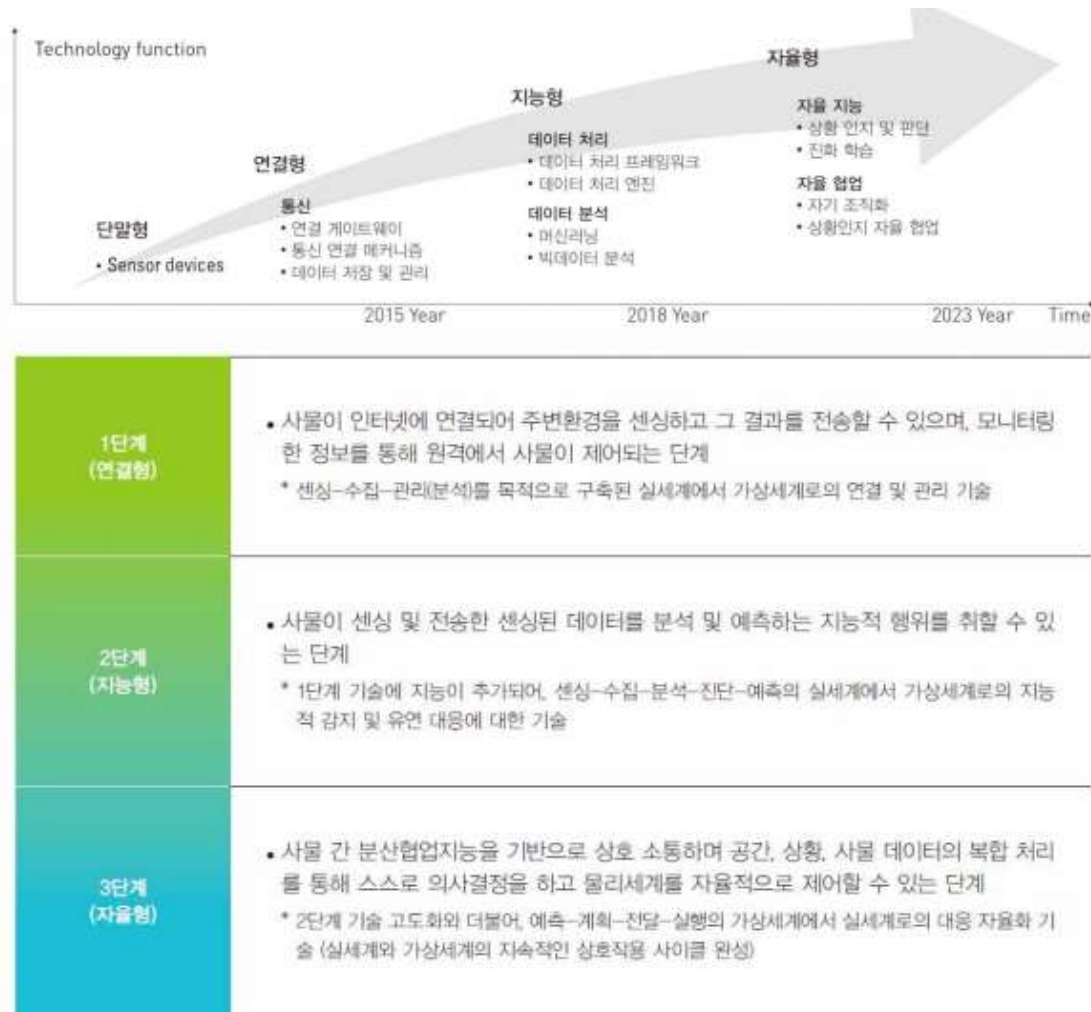 Technology function
자율형
지능형
자율 지능
• 상황 인지 및 판단
• 진화 학습
데이터 처리
• 데이터 처리 프레임워크
• 데이터 처리 엔진
연결형
자율 협업
• 자기 조직화
• 상황인지 자율 협업
통신
• 연결 게이트웨이
• 통신 연결 메커니즘
• 데이터 저장 및 관리
데이터 분석
• 머신러닝
• 빅데이터 분석
단말형
• Sensor devices
2015 Year
2018 Year
2023 Year
Time
1단계
(연결형)
• 사물이 인터넷에 연결되어 주변환경을 센싱하고 그 결과를 전송할 수 있으며, 모니터링
한 정보를 통해 원격에서 사물이 제어되는 단계
* 센싱-수집-관리(분석)를 목적으로 구축된 실세계에서 가상세계로의 연결 및 관리 기술
2단계
(지능형)
• 사물이 센싱 및 전송한 센싱된 데이터를 분석 및 예측하는 지능적 행위를 취할 수 있
는 단계
* 1단계 기술에 지능이 추가되어, 센싱-수집-분석-진단-예측의 실세계에서 가상세계로의 지능
적 감지 및 유연 대응에 대한 기술
3단계
(자율형)
• 사물 간 분산협업지능을 기반으로 상호 소통하며 공간, 상황, 사물 데이터의 복합 처리
를 통해 스스로 의사결정을 하고 물리세계를 자율적으로 제어할 수 있는 단계
* 2단계 기술 고도화와 더불어, 예측-계획-전달-실행의 가상세계에서 실세계로의 대응 자율화 기
술 (실세계와 가상세계의 지속적인 상호작용 사이클 완성)